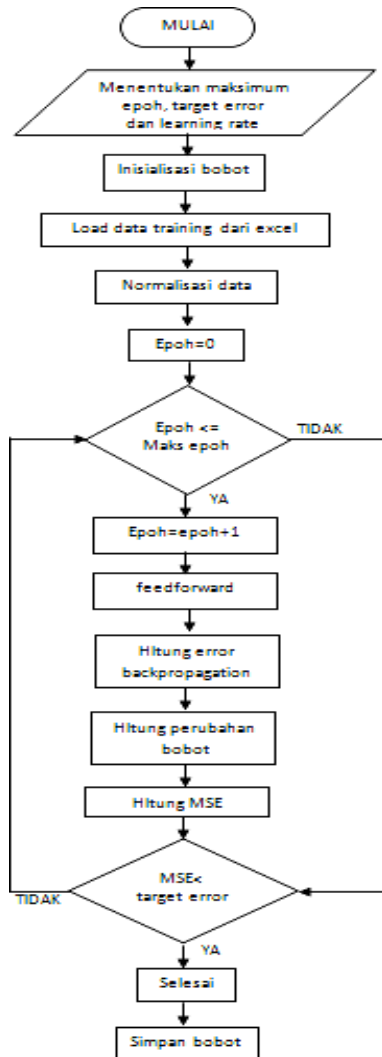 MULAI
Menentukan maksimum
epoh, target error
dan learning rate
Inisialisasi bobot
Load data training dari excel
Normalisasi data
Epoh=0
Epoh <=
Maks epoh
TIDAK
YA
Epoh=epoh+1
feedforward
HItung error
backpropagation
HItung perubahan
bobot
HItung MSE
MSE<
target error
TIDAK
YA
Selesai
Simpan bobot